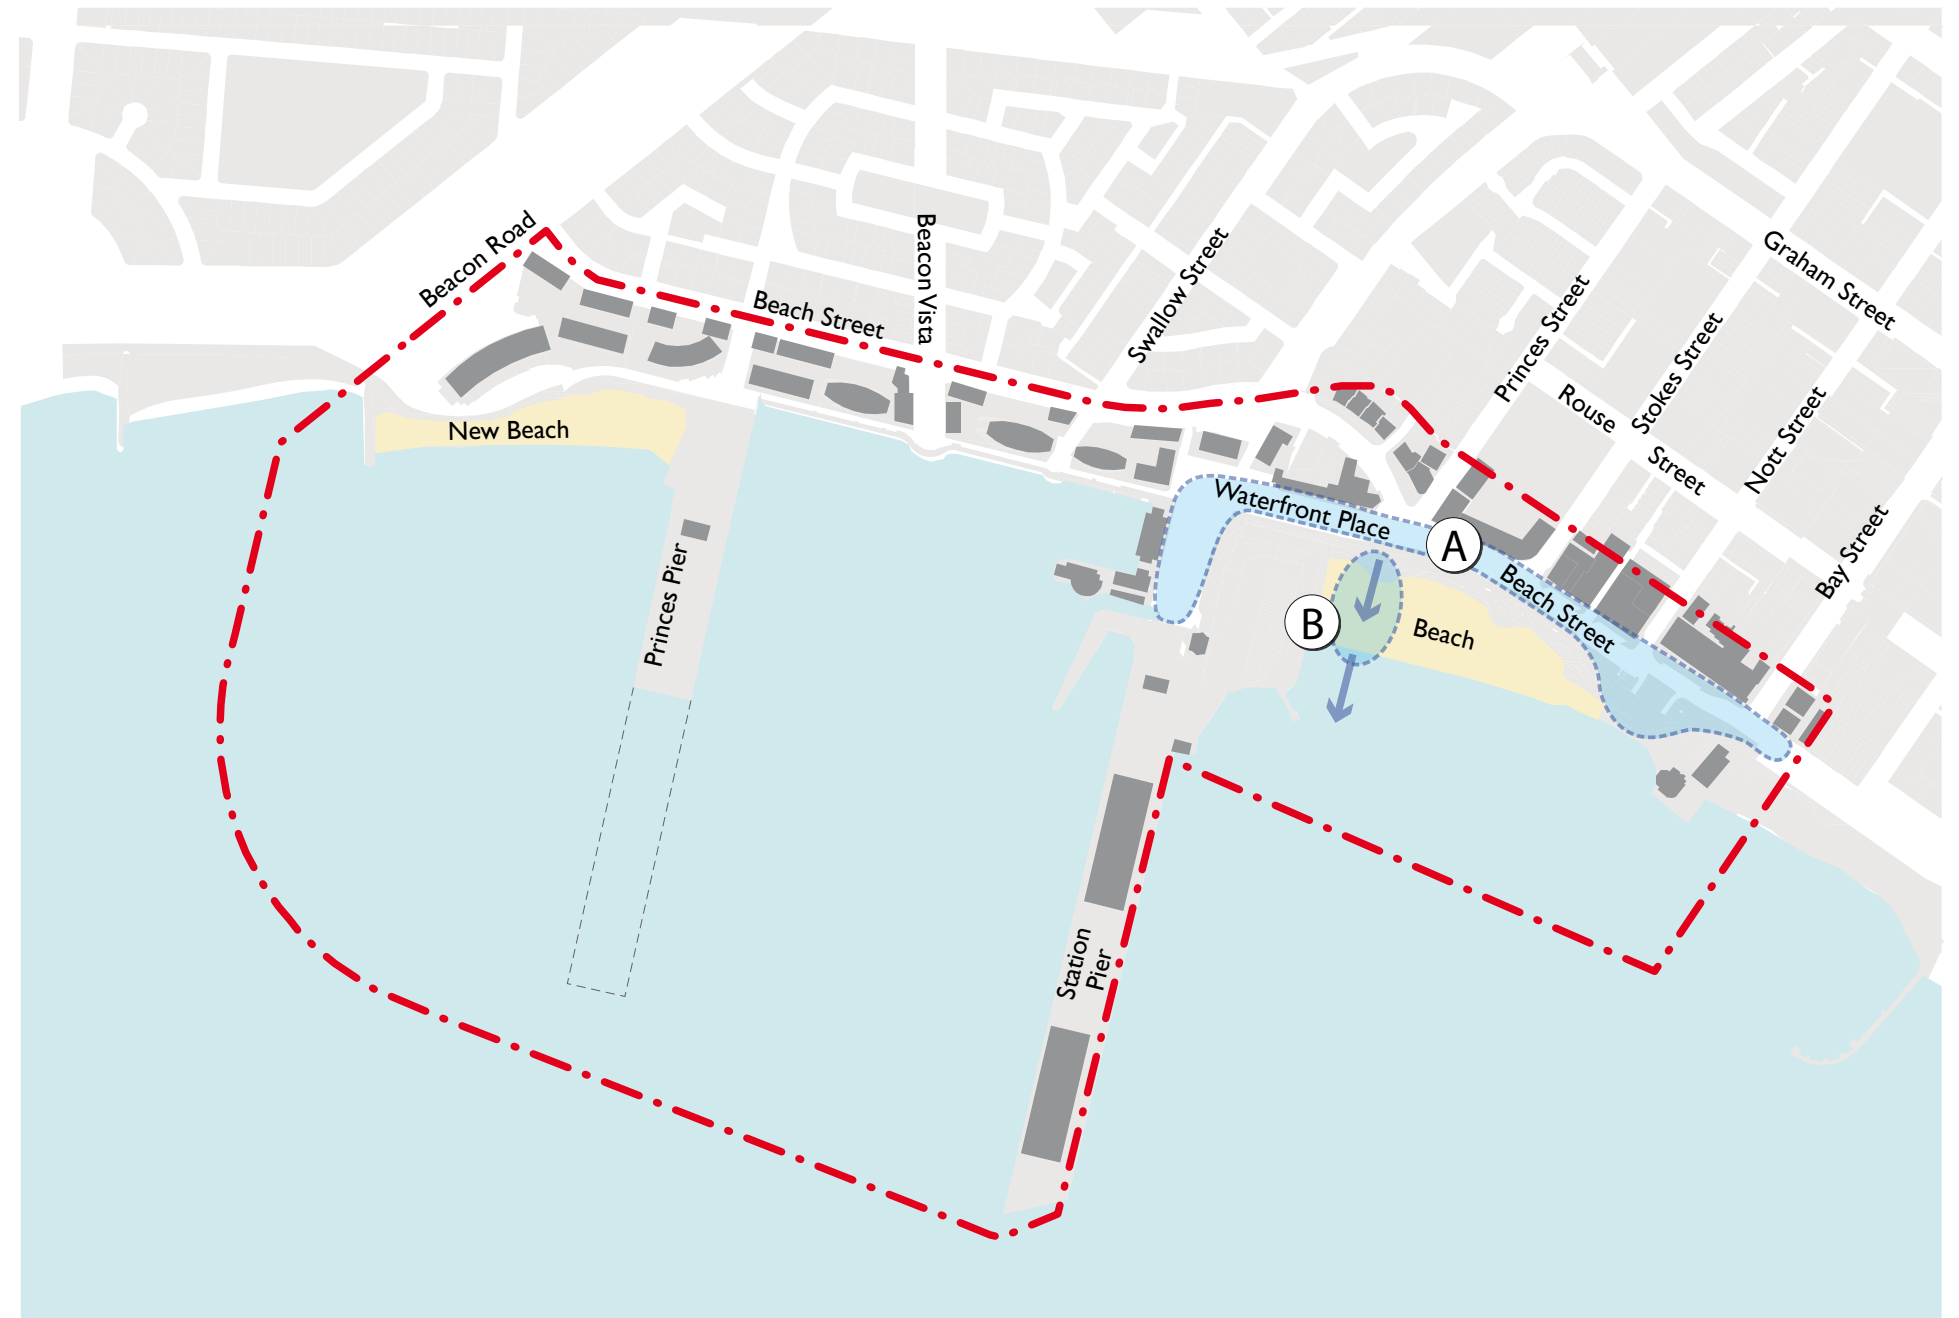 Beacon Road
Beach Street
Beacon Vista
Swallow Street
Princes Street
Stokes Street
Graham Street
Rouse
Street
Nott Street
Bay Street
New Beach
Waterfront Place
A
Beach Street
B
Beach
Princes Pier
Station
Pier